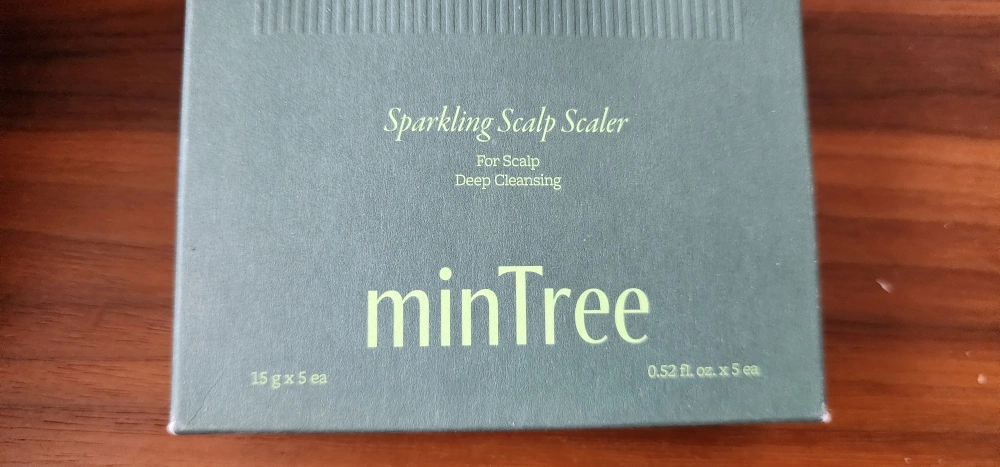 Sparkling Scalp Scaler
For Scalp
Deep Cleansing
minTree
15 g x 5 ea
0.52 fl. oz. x 5 ea